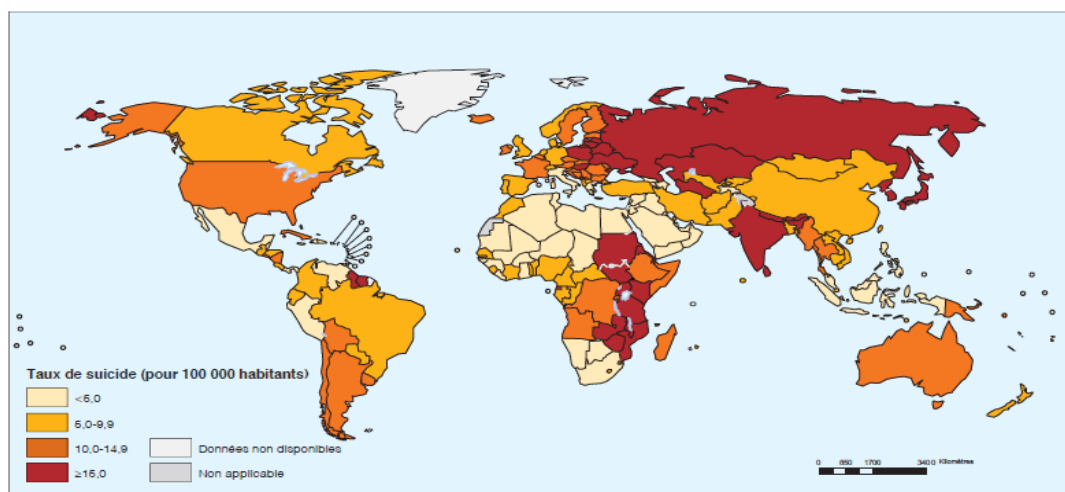 Taux de suicide (pour 100 000 habitants)
<5,0
5,0-9,9
10,0-14,9
≥15,0
Données non disponibles
Non applicable
0 850 1700 3400 Kilomètres